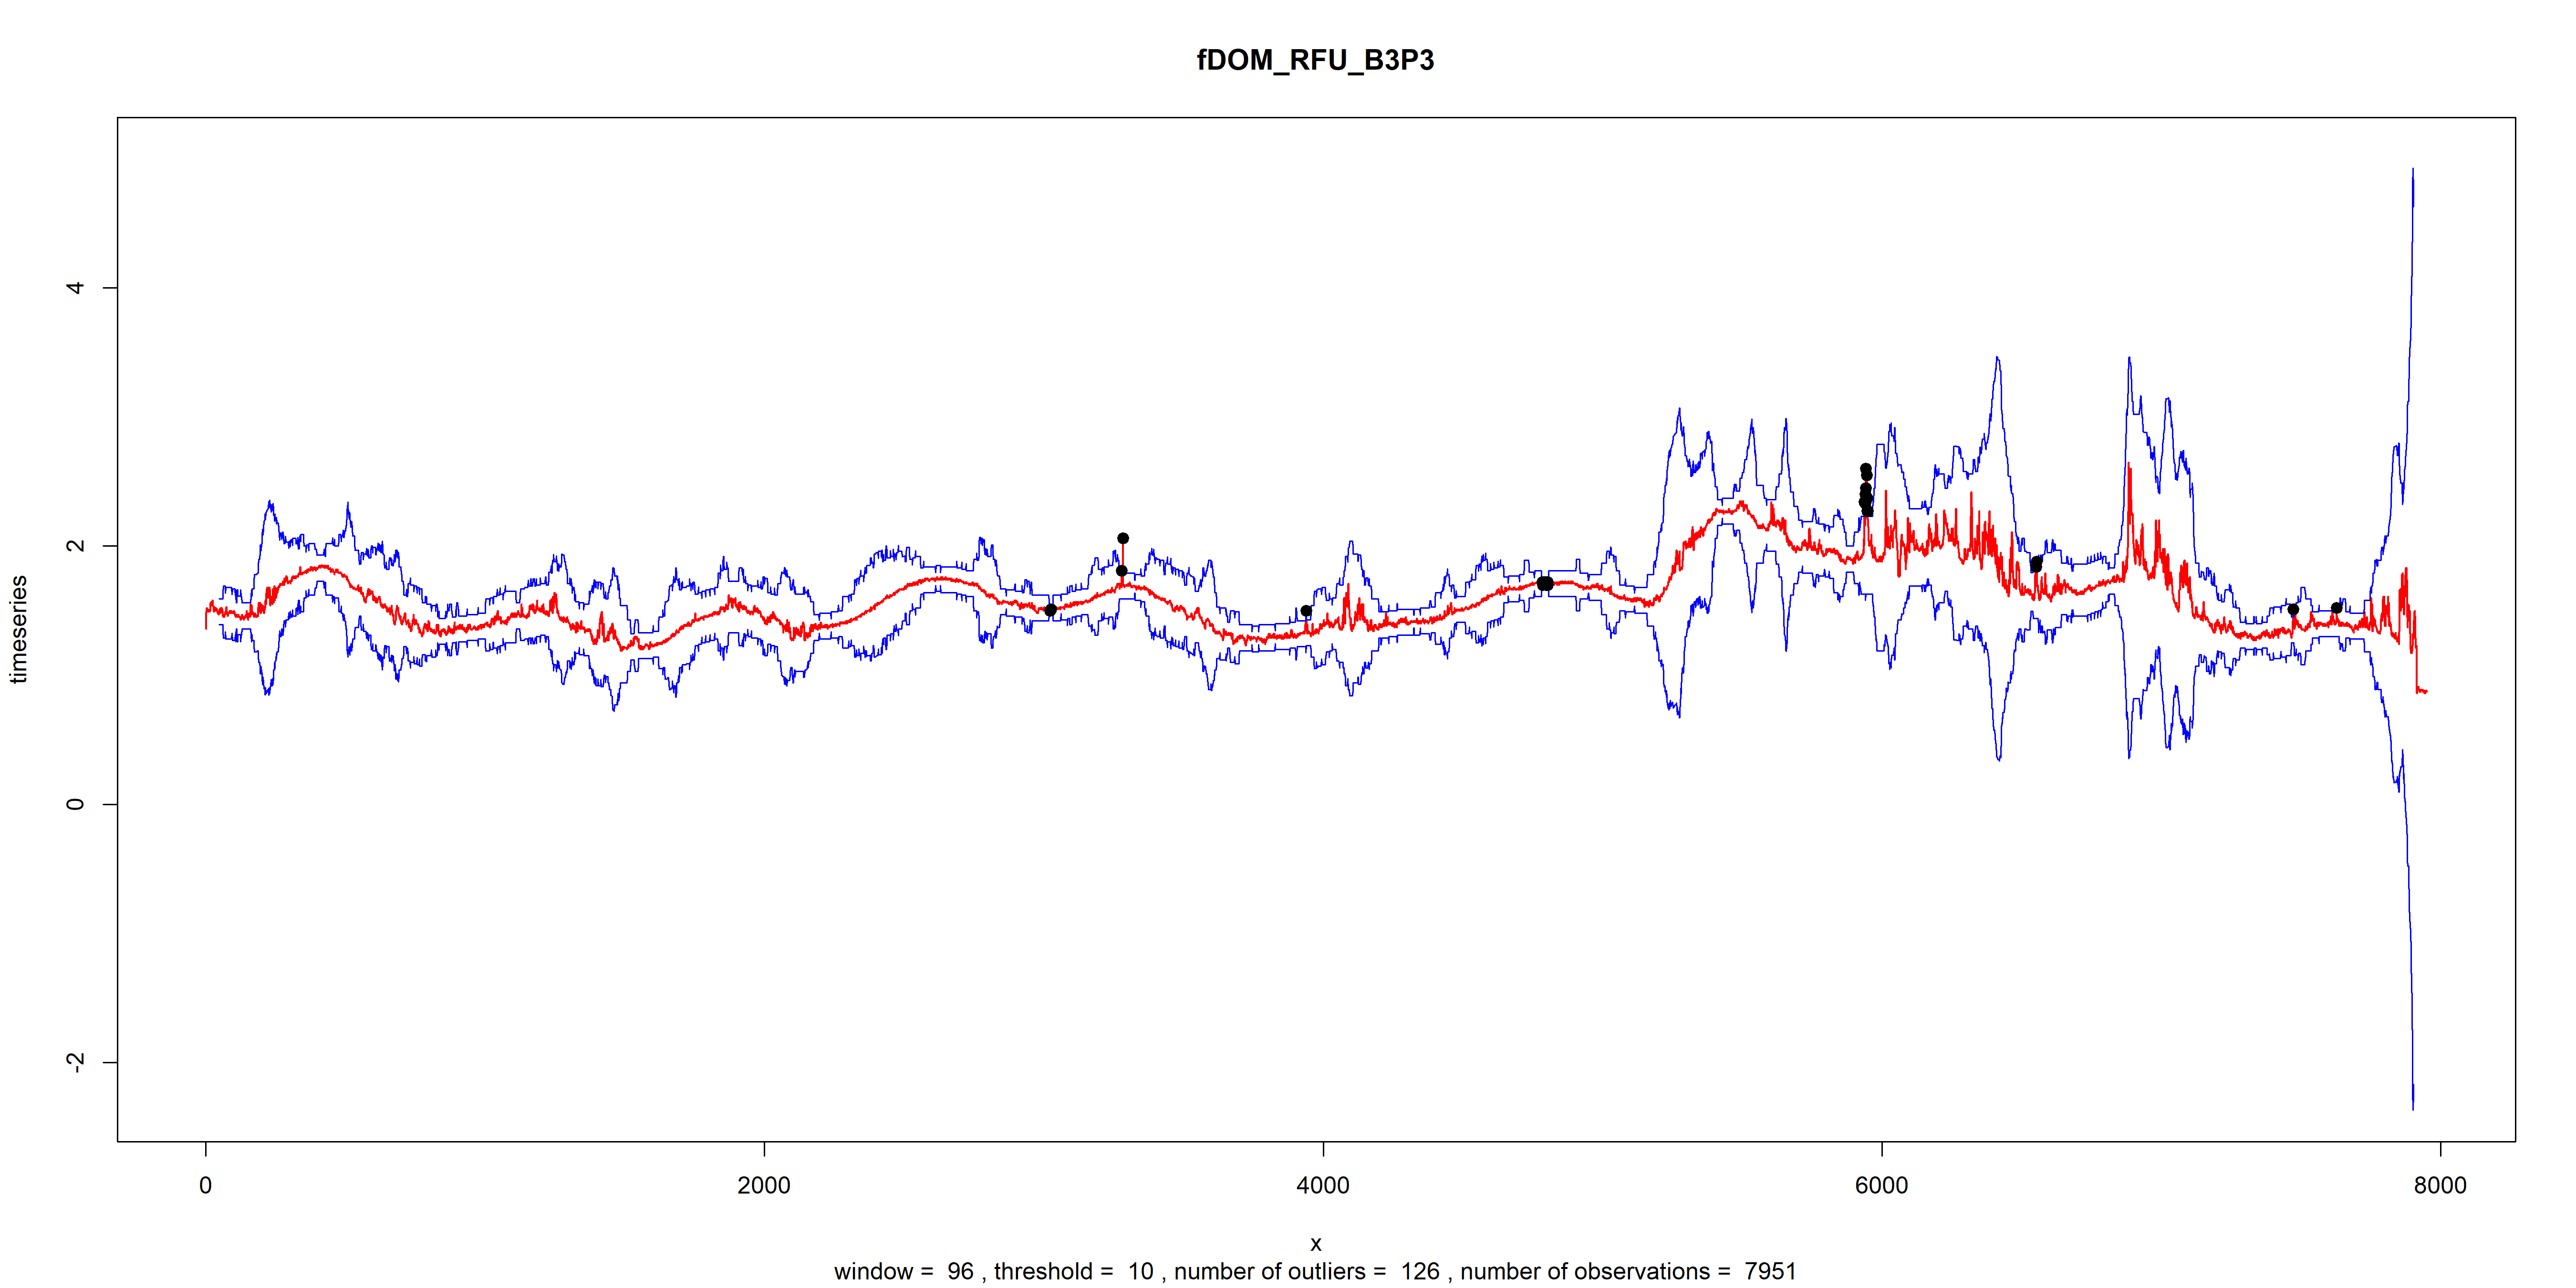 fDOM_RFU_B3P3
timeseries
4
2
0
-2
0 2000 4000 6000 8000
x
window =  96 , threshold =  10 , number of outliers =  126 , number of observations =  7951